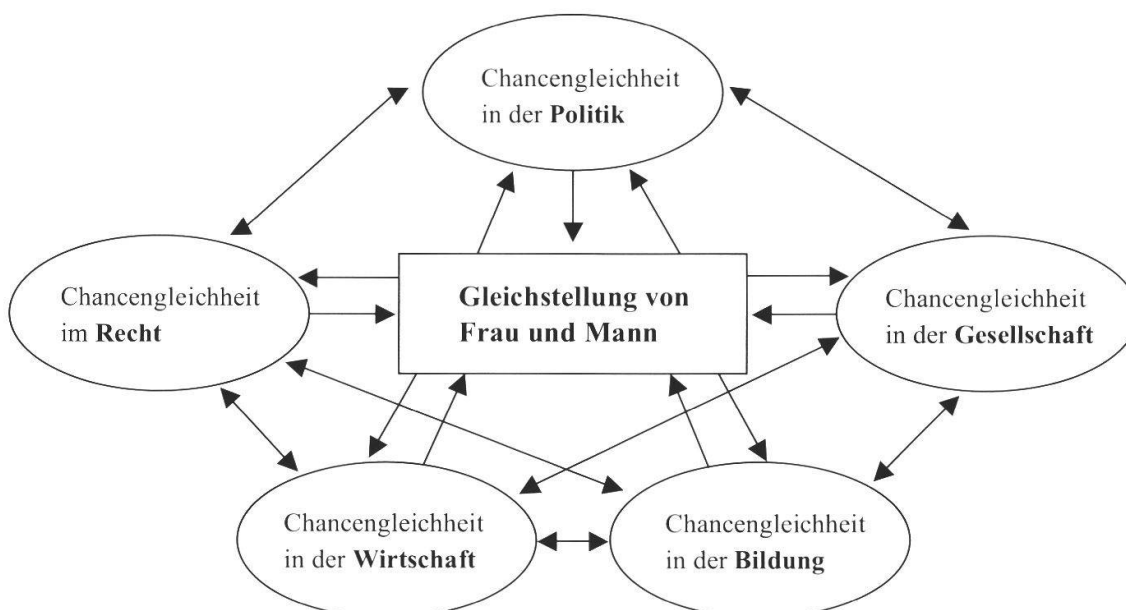 Chancengleichheit
in der Politik
Gleichstellung von
Frau und Mann
Chancengleichheit
im Recht
Chancengleichheit
in der Gesellschaft
Chancengleichheit
in der Wirtschaft
Chancengleichheit
in der Bildung